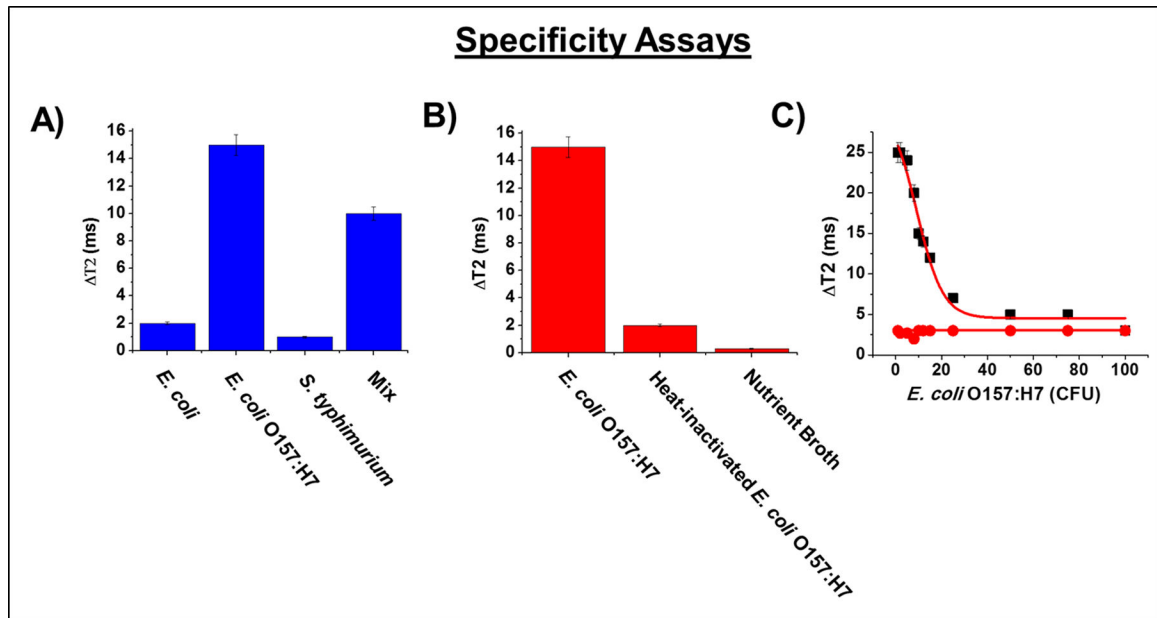 Specificity Assays
A)
16
14
12
10
8
6
4
2
0
ΔT2 (ms)
E. coli
E. coli O157:H7
S. typhimurium
Mix
B)
16
14
12
10
8
6
4
2
0
ΔT2 (ms)
E. coli O157:H7
Heat-inactivated E. coli O157:H7
Nutrient Broth
C)
25
20
15
10
5
0
ΔT2 (ms)
0 20 40 60 80 100
E. coli O157:H7 (CFU)